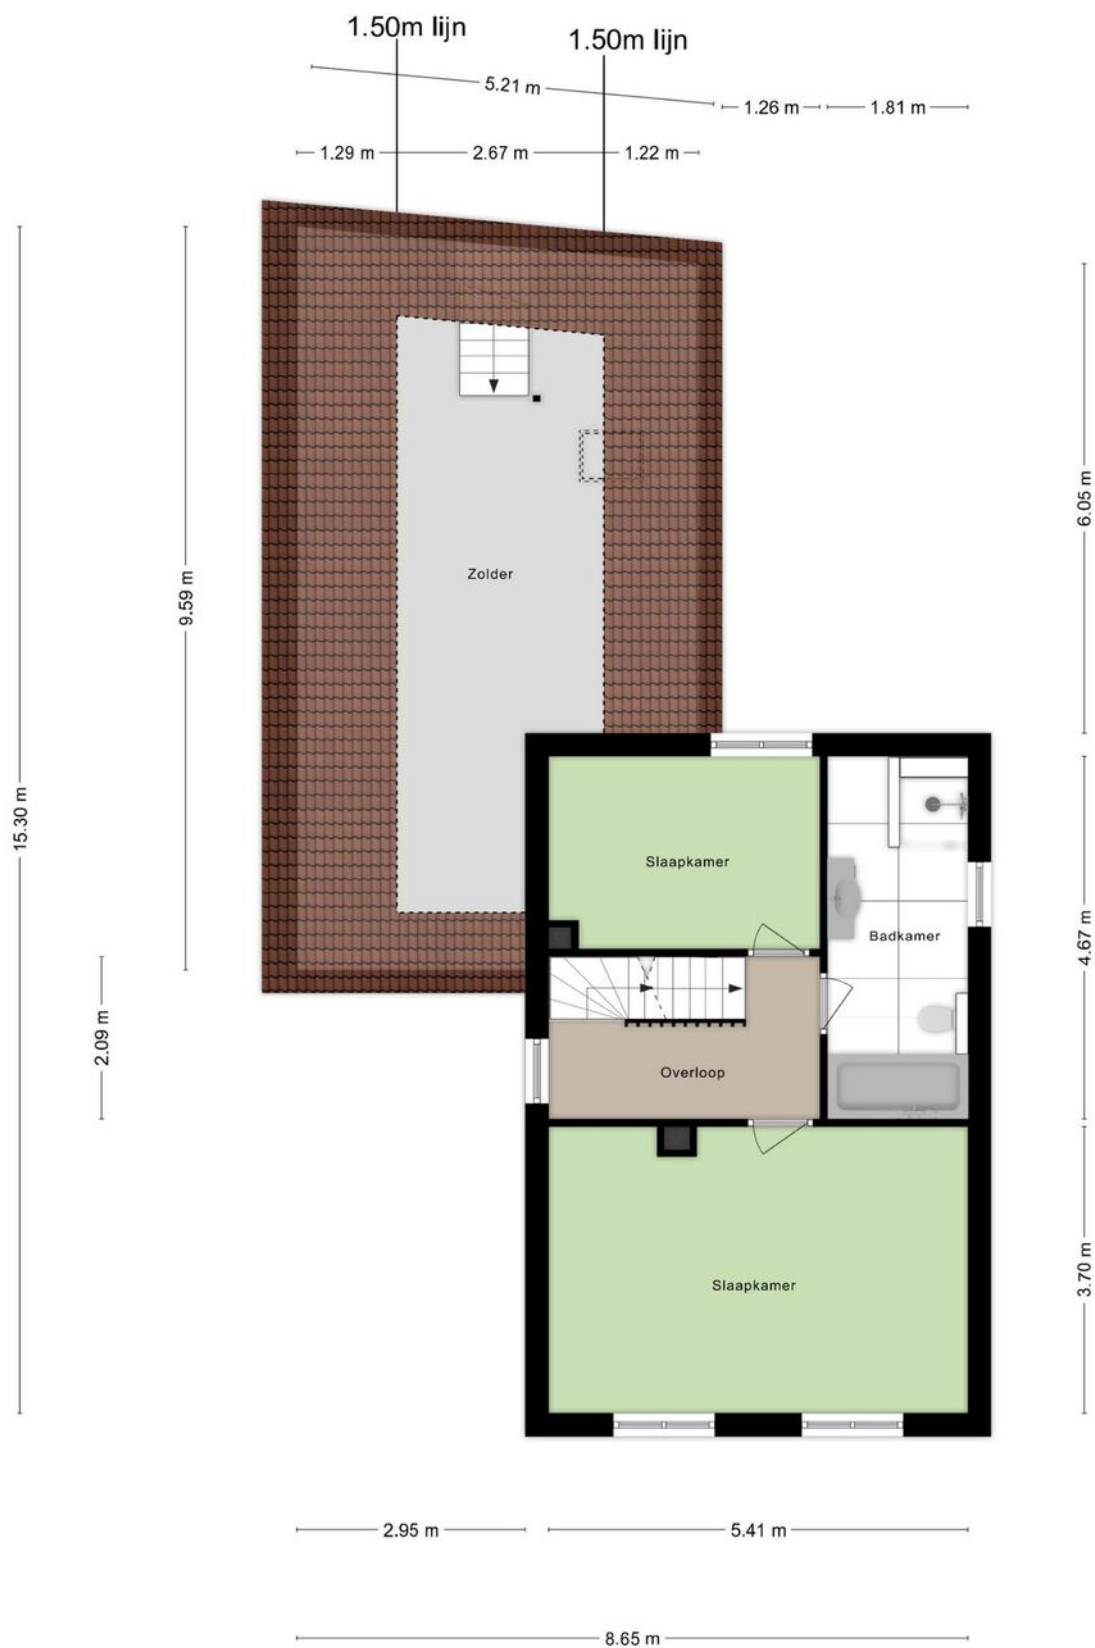 1.50m lijn
1.50m lijn
5.21 m
1.26 m
1.81 m
1.29 m
2.67 m
1.22 m
6.05 m
Zolder
9.59 m
15.30 m
Slaapkamer
Badkamer
4.67 m
2.09 m
Overloop
3.70 m
Slaapkamer
2.95 m
5.41 m
8.65 m